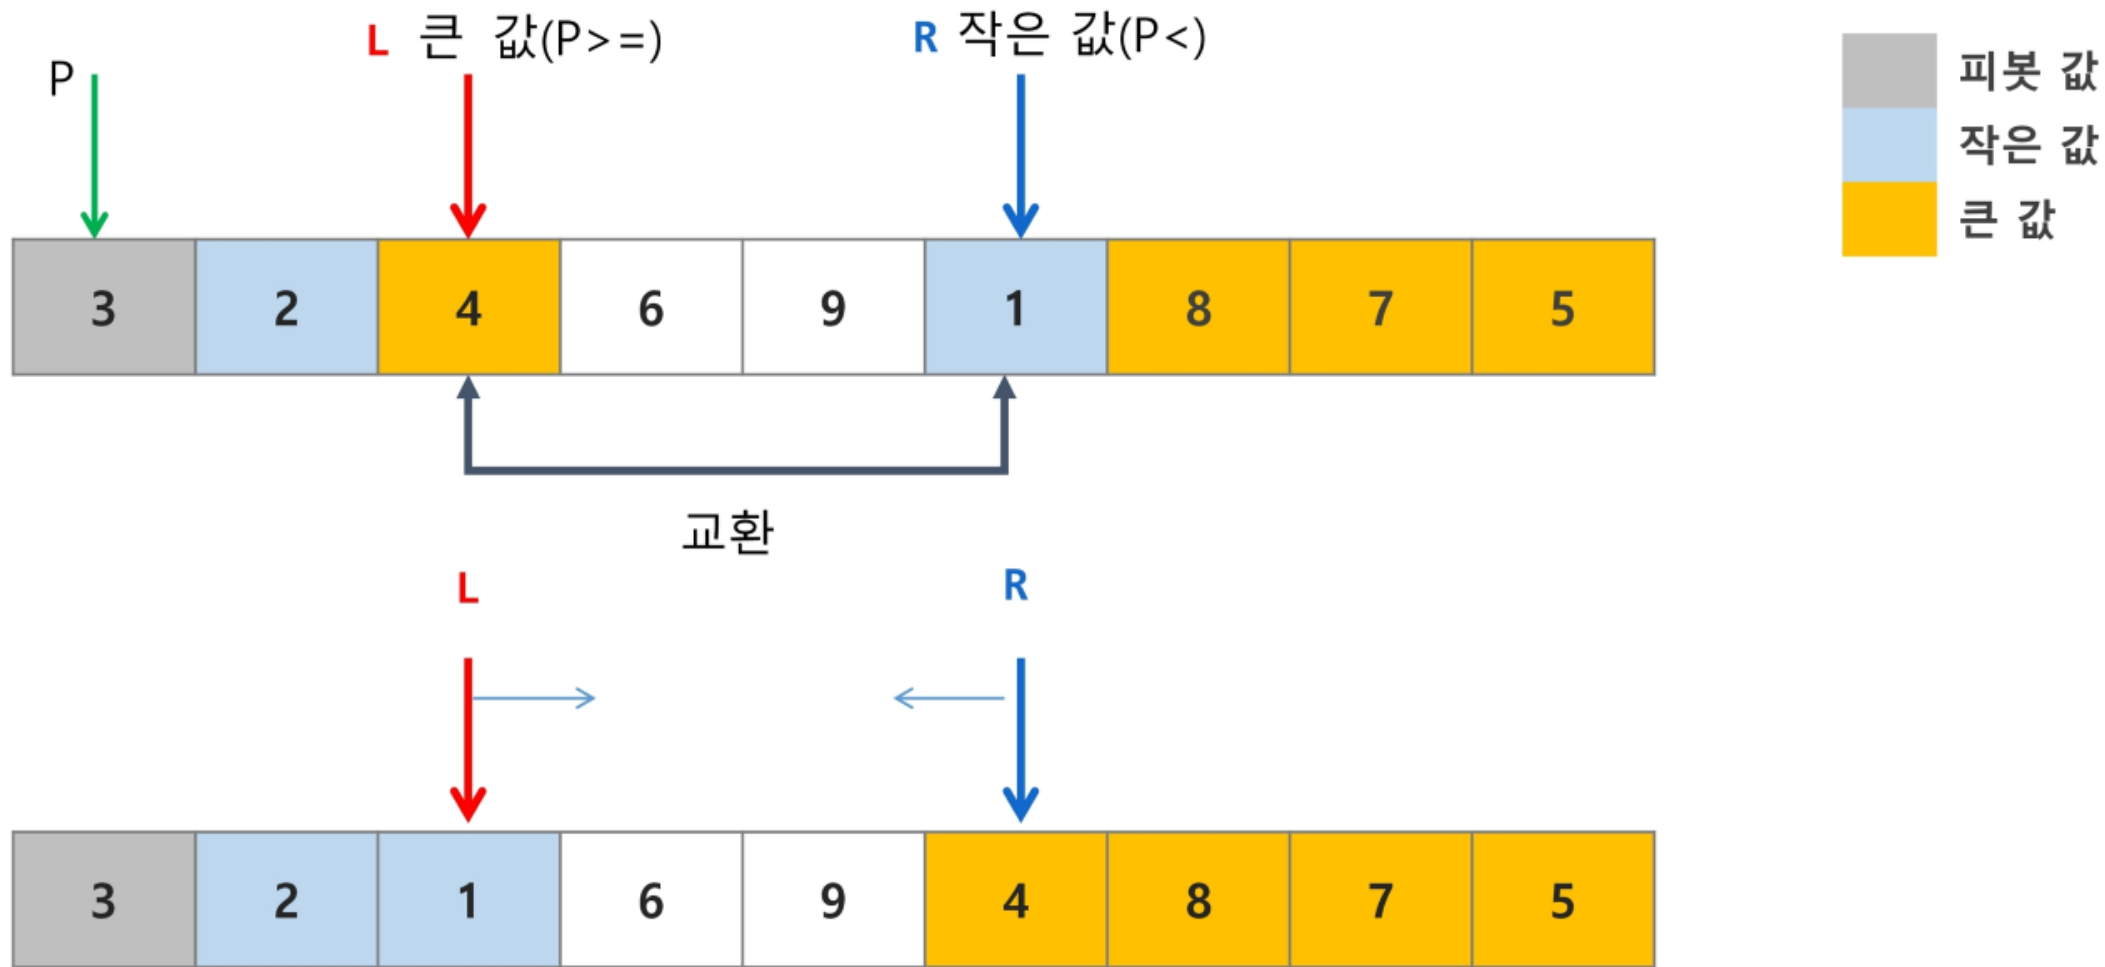 L 큰 값(P>=)
R 작은 값(P<)
P
피봇 값
작은 값
큰 값
3 2 4 6 9 1 8 7 5
교환
L R
3 2 1 6 9 4 8 7 5